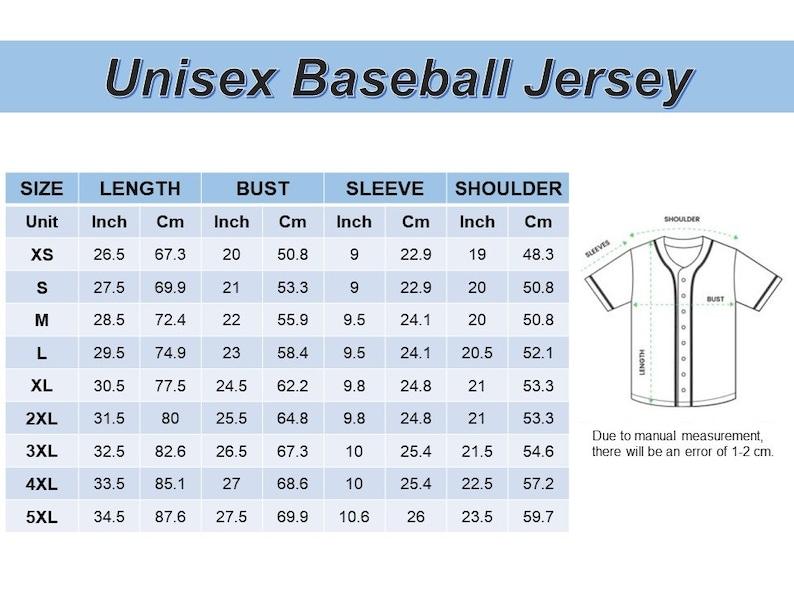 Unisex Baseball Jersey
SIZE LENGTH BUST SLEEVE SHOULDER
Unit Inch Cm Inch Cm Inch Cm Inch Cm
XS 26.5 67.3 20 50.8 9 22.9 19 48.3
S 27.5 69.9 21 53.3 9 22.9 20 50.8
M 28.5 72.4 22 55.9 9.5 24.1 20 50.8
L 29.5 74.9 23 58.4 9.5 24.1 20.5 52.1
XL 30.5 77.5 24.5 62.2 9.8 24.8 21 53.3
2XL 31.5 80 25.5 64.8 9.8 24.8 21 53.3
3XL 32.5 82.6 26.5 67.3 10 25.4 21.5 54.6
4XL 33.5 85.1 27 68.6 10 25.4 22.5 57.2
5XL 34.5 87.6 27.5 69.9 10.6 26 23.5 59.7
SHOULDER
SLEEVES
BUST
LENGTH
Due to manual measurement,
there will be an error of 1-2 cm.